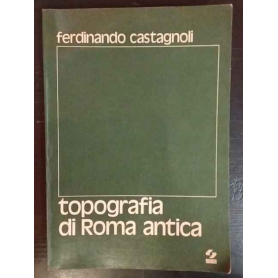 ferdinando castagnoli
topografia
di Roma antica